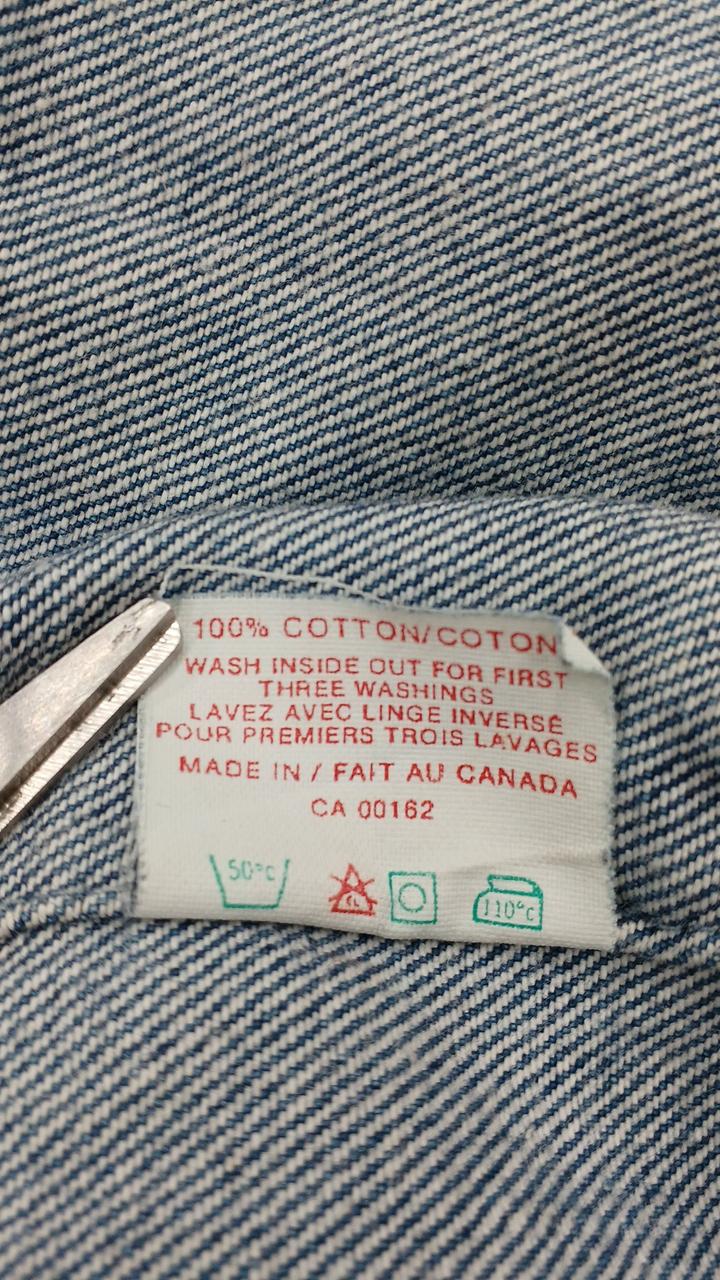 100% COTTON/COTON
WASH INSIDE OUT FOR FIRST
THREE WASHINGS
LAVEZ AVEC LINGE INVERSÉ
POUR PREMIERS TROIS LAVAGES
MADE IN / FAIT AU CANADA
CA 00162
50°C CL 110°C